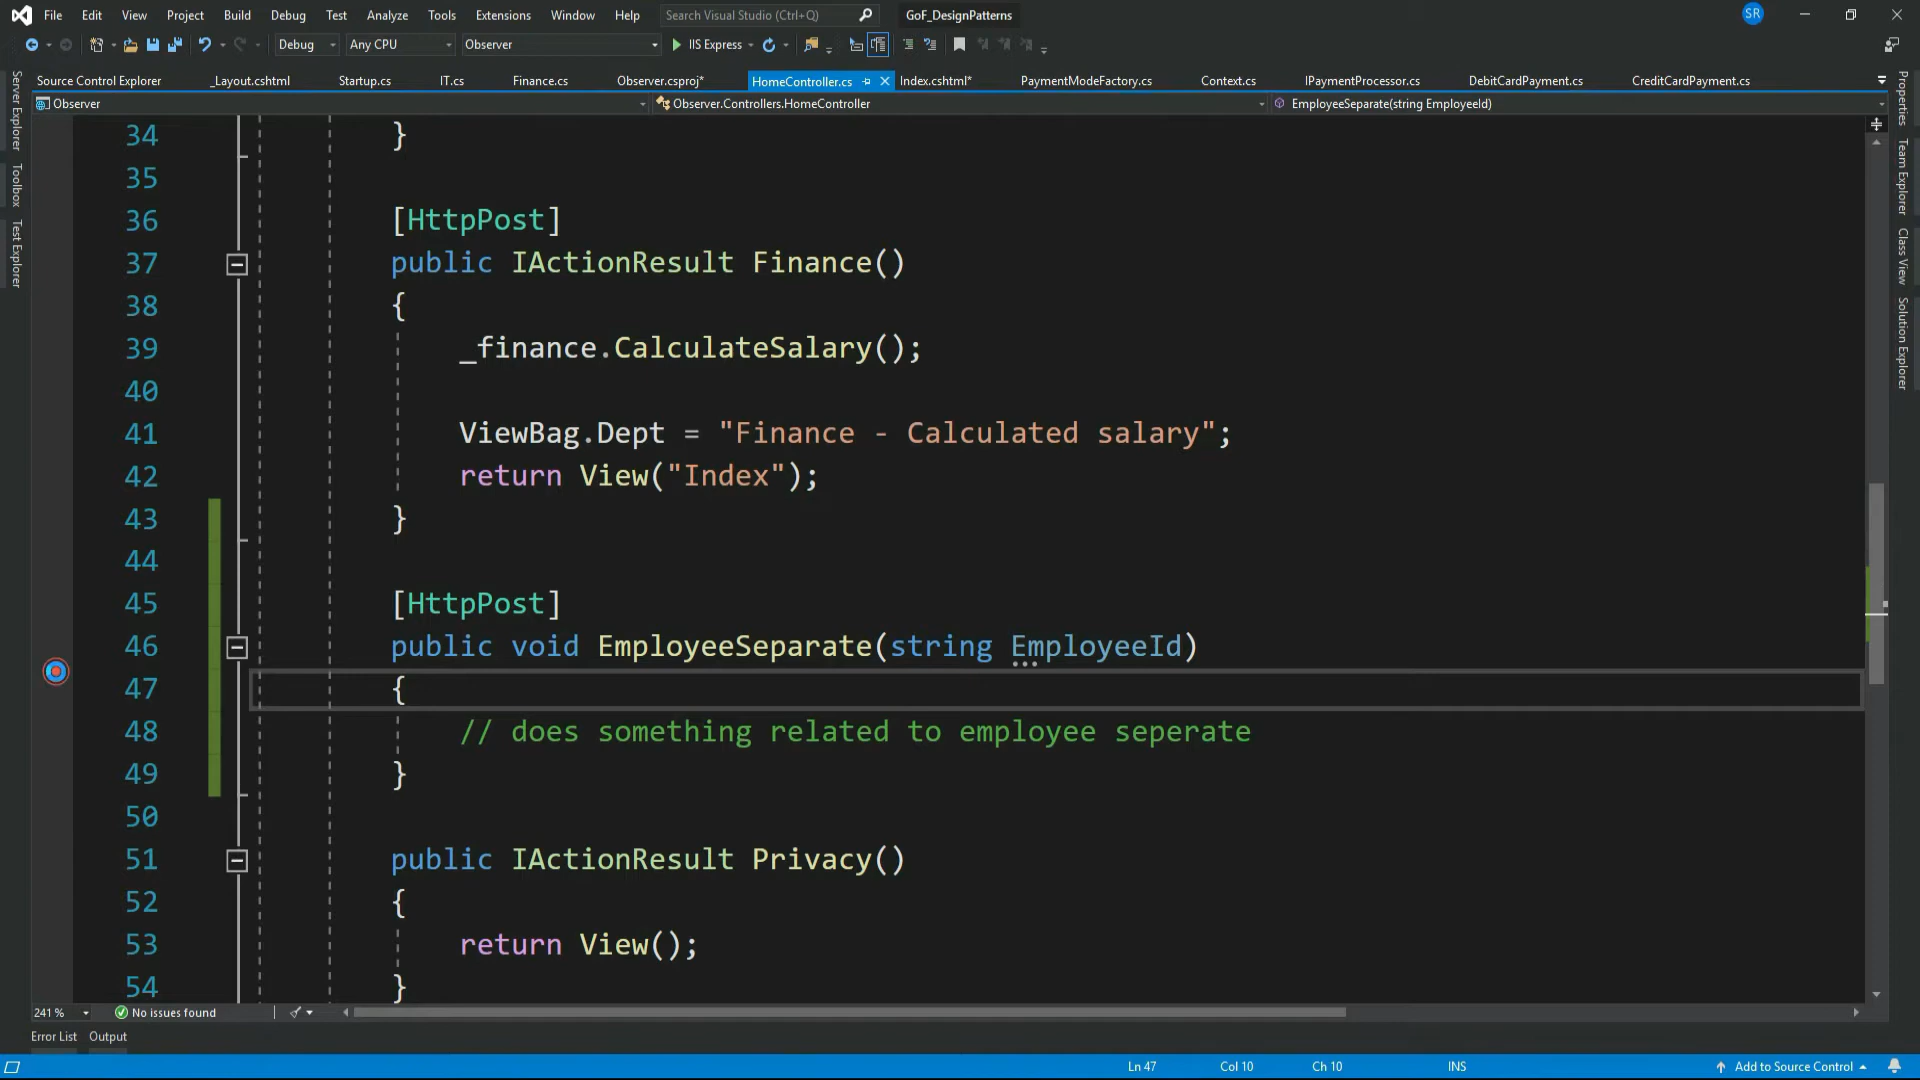 File Edit View Project Build Debug Test Analyze Tools Extensions Window Help Search Visual Studio (Ctrl+Q) GoF_DesignPatterns SR
Debug Any CPU Observer IIS Express
Source Control Explorer _Layout.cshtml Startup.cs IT.cs Finance.cs Observer.csproj* HomeController.cs Index.cshtml* PaymentModeFactory.cs Context.cs IPaymentProcessor.cs DebitCardPayment.cs CreditCardPayment.cs
Observer Observer.Controllers.HomeController EmployeeSeparate(string EmployeeId)
Server Explorer
Toolbox
Test Explorer
34 }
35
36 [HttpPost]
37 public IActionResult Finance()
38 {
39 _finance.CalculateSalary();
40
41 ViewBag.Dept = "Finance - Calculated salary";
42 return View("Index");
43 }
44
45 [HttpPost]
46 public void EmployeeSeparate(string EmployeeId)
47 {
48 // does something related to employee seperate
49 }
50
51 public IActionResult Privacy()
52 {
53 return View();
54 }
Properties
Team Explorer
Class View
Solution Explorer
241 % No issues found
Error List Output
Ln 47 Col 10 Ch 10 INS Add to Source Control